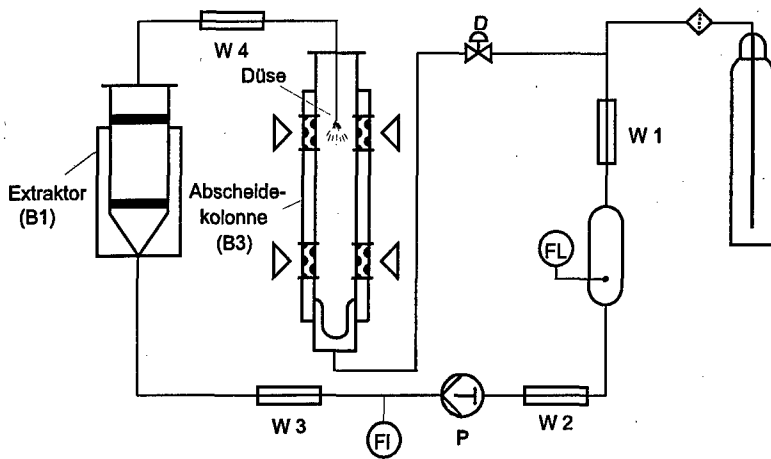 W 4
D
Düse
W 1
Extraktor
(B1)
Abscheide-
kolonne
(B3)
FL
W 3
FI
P
W 2